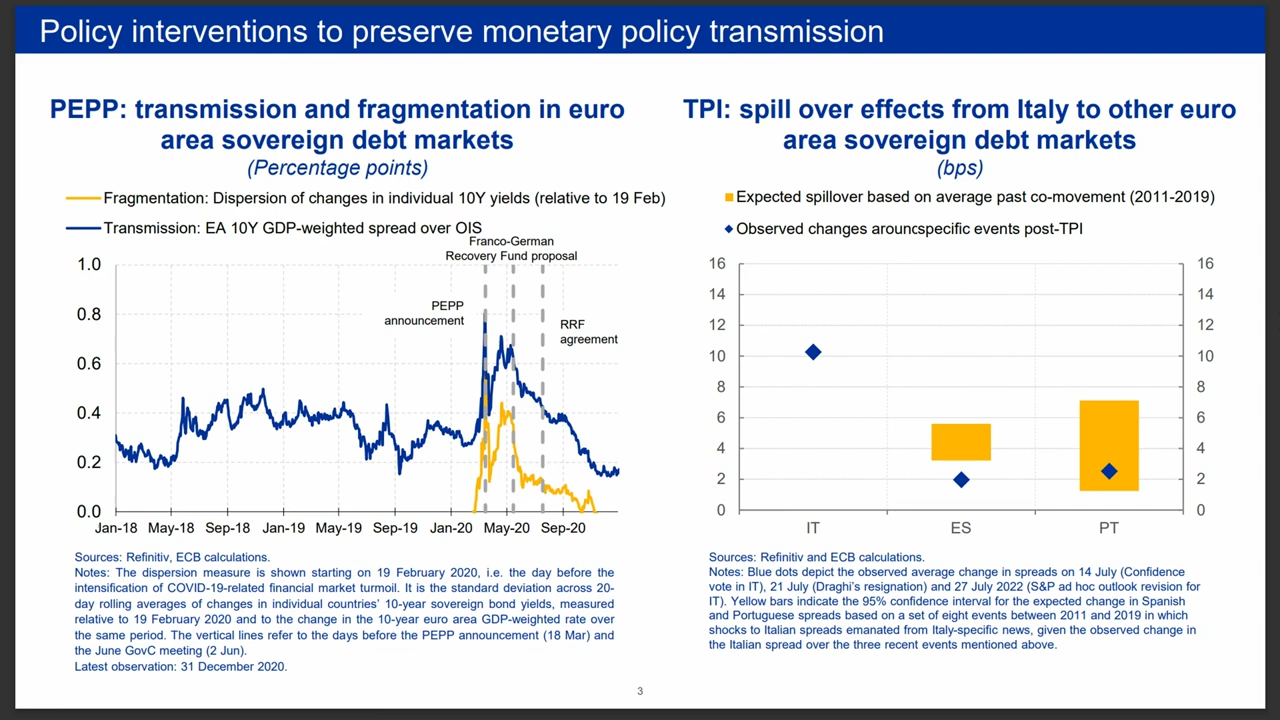 Policy interventions to preserve monetary policy transmission
PEPP: transmission and fragmentation in euro
area sovereign debt markets
(Percentage points)
Fragmentation: Dispersion of changes in individual 10Y yields (relative to 19 Feb)
Transmission: EA 10Y GDP-weighted spread over OIS
Franco-German
Recovery Fund proposal
PEPP
announcement
RRF
agreement
1.0
0.8
0.6
0.4
0.2
0.0
Jan-18 May-18 Sep-18 Jan-19 May-19 Sep-19 Jan-20 May-20 Sep-20
Sources: Refinitiv, ECB calculations.
Notes: The dispersion measure is shown starting on 19 February 2020, i.e. the day before the
intensification of COVID-19-related financial market turmoil. It is the standard deviation across 20-
day rolling averages of changes in individual countries' 10-year sovereign bond yields, measured
relative to 19 February 2020 and to the change in the 10-year euro area GDP-weighted rate over
the same period. The vertical lines refer to the days before the PEPP announcement (18 Mar) and
the June GovC meeting (2 Jun).
Latest observation: 31 December 2020.
TPI: spill over effects from Italy to other euro
area sovereign debt markets
(bps)
Expected spillover based on average past co-movement (2011-2019)
Observed changes arouncspecific events post-TPI
16 16
14 14
12 12
10 10
8 8
6 6
4 4
2 2
0 0
IT ES PT
Sources: Refinitiv and ECB calculations.
Notes: Blue dots depict the observed average change in spreads on 14 July (Confidence
vote in IT), 21 July (Draghi's resignation) and 27 July 2022 (S&P ad hoc outlook revision for
IT). Yellow bars indicate the 95% confidence interval for the expected change in Spanish
and Portuguese spreads based on a set of eight events between 2011 and 2019 in which
shocks to Italian spreads emanated from Italy-specific news, given the observed change in
the Italian spread over the three recent events mentioned above.
3